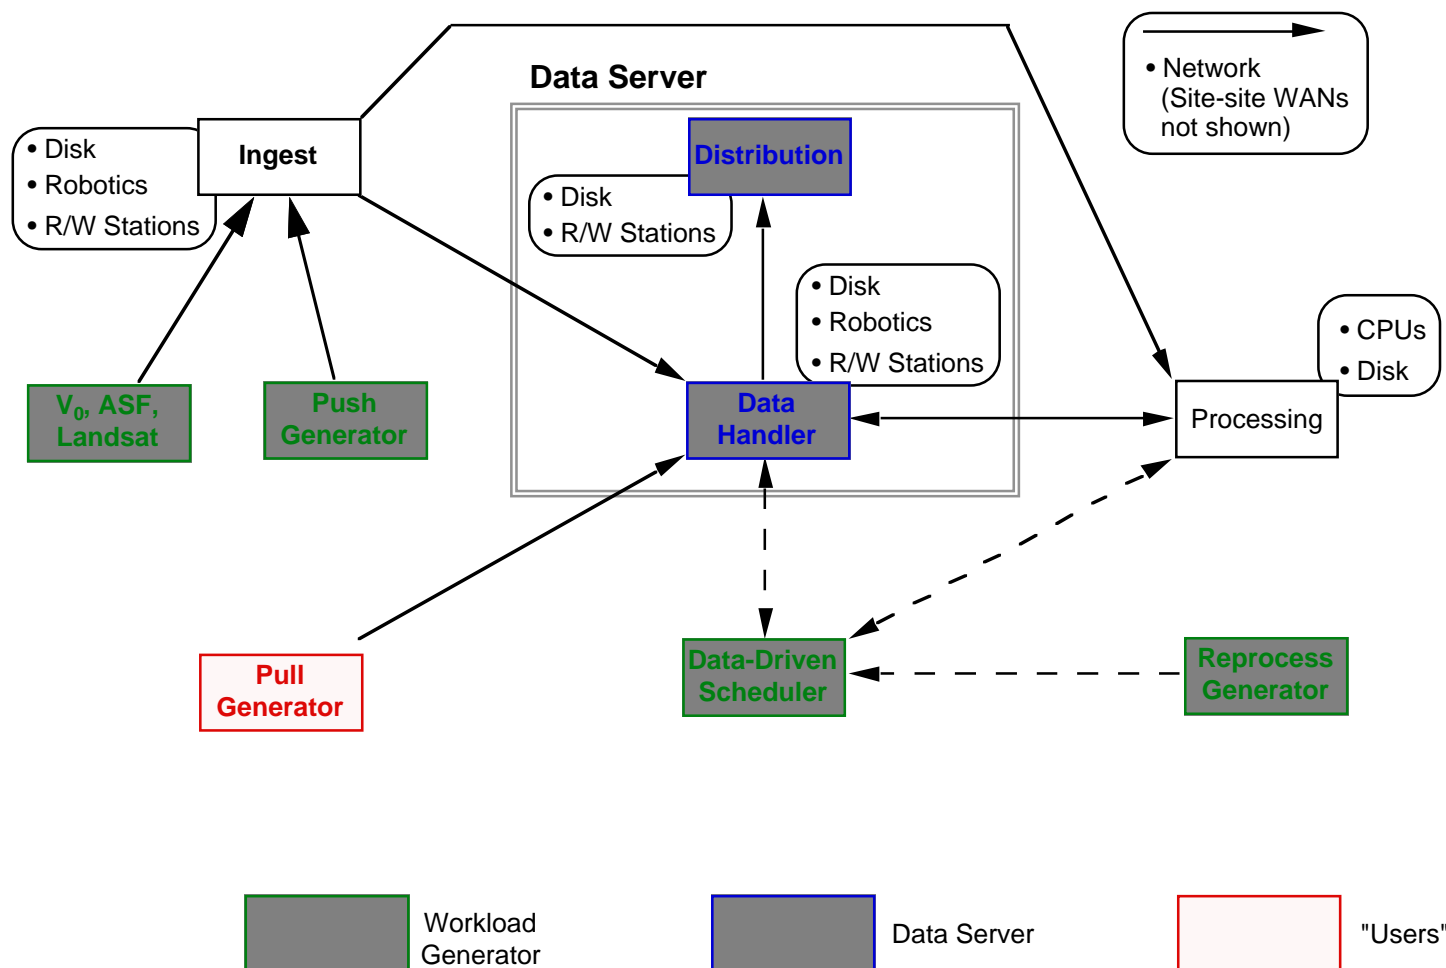 Data Server
• Network
(Site-site WANs
not shown)
• Disk
• Robotics
• R/W Stations
Ingest
Distribution
• Disk
• R/W Stations
• Disk
• Robotics
• R/W Stations
• CPUs
• Disk
V0, ASF,
Landsat
Push
Generator
Data
Handler
Processing
Pull
Generator
Data-Driven
Scheduler
Reprocess
Generator
Workload
Generator
Data Server
"Users"